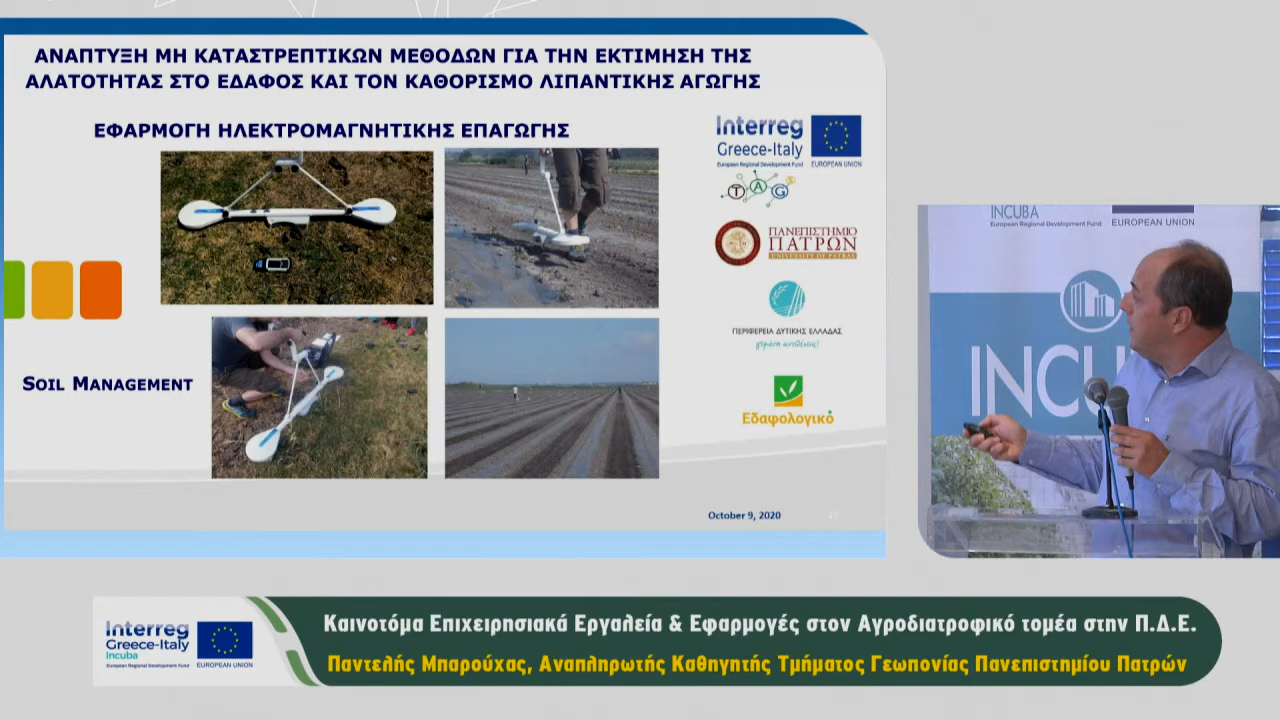 ΑΝΑΠΤΥΞΗ ΜΗ ΚΑΤΑΣΤΡΕΠΤΙΚΩΝ ΜΕΘΟΔΩΝ ΓΙΑ ΤΗΝ ΕΚΤΙΜΗΣΗ ΤΗΣ
ΑΛΑΤΟΤΗΤΑΣ ΣΤΟ ΕΔΑΦΟΣ ΚΑΙ ΤΟΝ ΚΑΘΟΡΙΣΜΟ ΛΙΠΑΝΤΙΚΗΣ ΑΓΩΓΗΣ
ΕΦΑΡΜΟΓΗ ΗΛΕΚΤΡΟΜΑΓΝΗΤΙΚΗΣ ΕΠΑΓΩΓΗΣ
Interreg
Greece-Italy
European Regional Development Fund EUROPEAN UNION
TAGs
ΠΑΝΕΠΙΣΤΗΜΙΟ
ΠΑΤΡΩΝ
UNIVERSITY OF PATRAS
ΠΕΡΙΦΕΡΕΙΑ ΔΥΤΙΚΗΣ ΕΛΛΑΔΑΣ
γεμάτη αντιθέσεις!
Εδαφολογικό
SOIL MANAGEMENT
October 9, 2020
INCUBA
European Regional Development Fund EUROPEAN UNION
Interreg
Greece-Italy
Incuba
European Regional Development Fund EUROPEAN UNION
Καινοτόμα Επιχειρησιακά Εργαλεία & Εφαρμογές στον Αγροδιατροφικό τομέα στην Π.Δ.Ε.
Παντελής Μπαρούχας, Αναπληρωτής Καθηγητής Τμήματος Γεωπονίας Πανεπιστημίου Πατρών